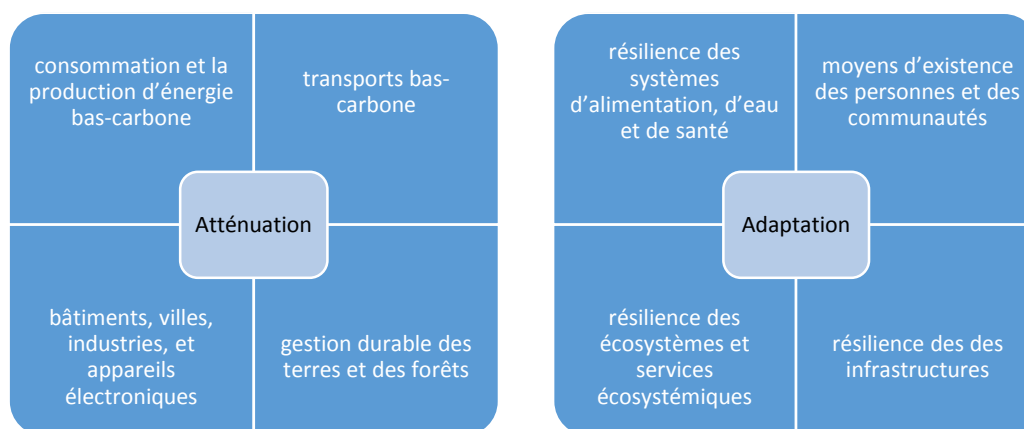 consommation et la
production d’énergie
bas-carbone
transports bas-
carbone
Atténuation
bâtiments, villes,
industries, et
appareils
électroniques
gestion durable des
terres et des forêts
résilience des
systèmes
d’alimentation, d’eau
et de santé
moyens d’existence
des personnes et des
communautés
Adaptation
résilience des
écosystèmes et
services
écosystémiques
résilience des des
infrastructures